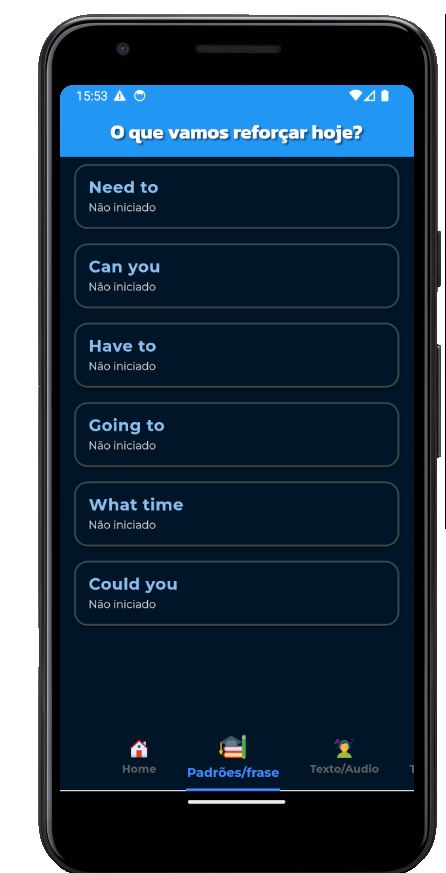 15:53
O que vamos reforçar hoje?
Need to
Não iniciado
Can you
Não iniciado
Have to
Não iniciado
Going to
Não iniciado
What time
Não iniciado
Could you
Não iniciado
Home
Padrões/frase
Texto/Audio
T